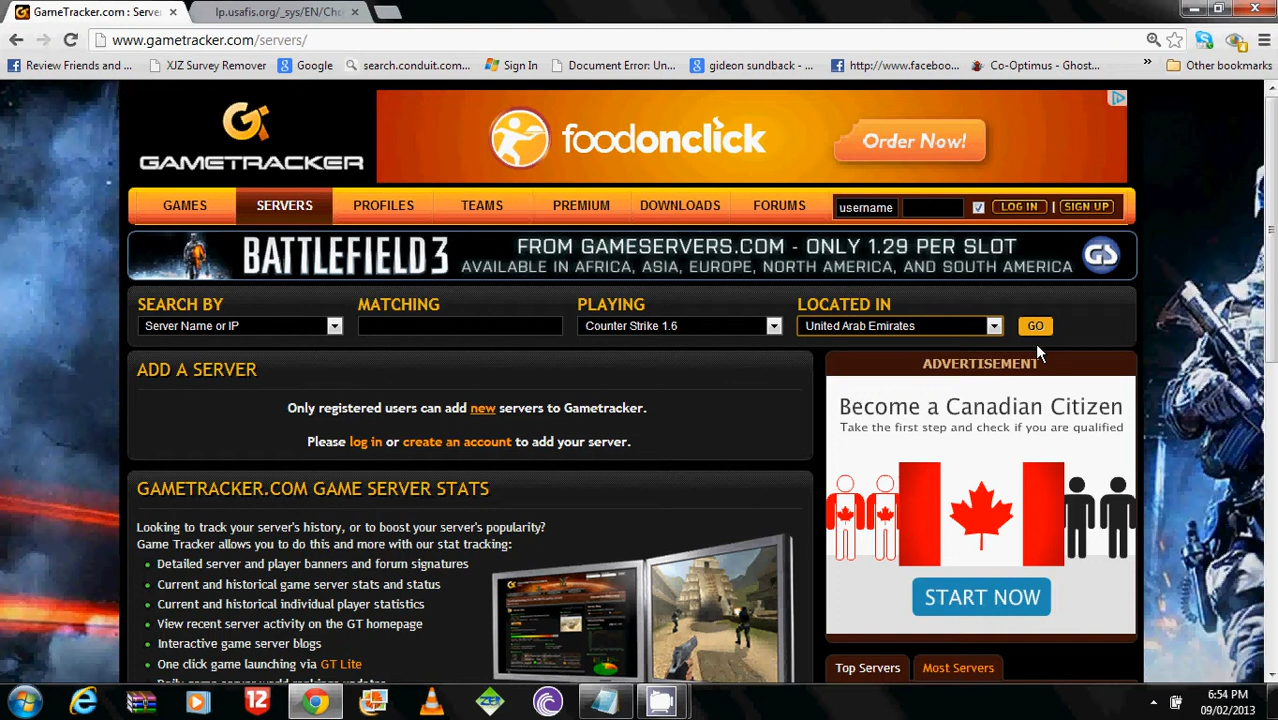 GameTracker.com : Server
lp.usafis.org/_sys/EN/Cho
www.gametracker.com/servers/
Review Friends and ...
XJZ Survey Remover
Google
search.conduit.com...
Sign In
Document Error: Un...
gideon sundback - ...
http://www.faceboo...
Co-Optimus - Ghost...
»
Other bookmarks
GAMETRACKER
foodonclick
Order Now!
GAMES
SERVERS
PROFILES
TEAMS
PREMIUM
DOWNLOADS
FORUMS
username
LOG IN | SIGN UP
BATTLEFIELD 3
FROM GAMESERVERS.COM - ONLY 1.29 PER SLOT
AVAILABLE IN AFRICA, ASIA, EUROPE, NORTH AMERICA, AND SOUTH AMERICA
GS
SEARCH BY
MATCHING
PLAYING
LOCATED IN
Server Name or IP
Counter Strike 1.6
United Arab Emirates
GO
ADD A SERVER
Only registered users can add new servers to Gametracker.
Please log in or create an account to add your server.
ADVERTISEMENT
Become a Canadian Citizen
Take the first step and check if you are qualified
START NOW
GAMETRACKER.COM GAME SERVER STATS
Looking to track your server's history, or to boost your server's popularity?
Game Tracker allows you to do this and more with our stat tracking:
Detailed server and player banners and forum signatures
Current and historical game server stats and status
Current and historical individual player statistics
View recent server activity on the GT homepage
Interactive game server blogs
One click game launching via GT Lite
Daily game server world rankings updates
Top Servers
Most Servers
12
ZEP
6:54 PM
09/02/2013